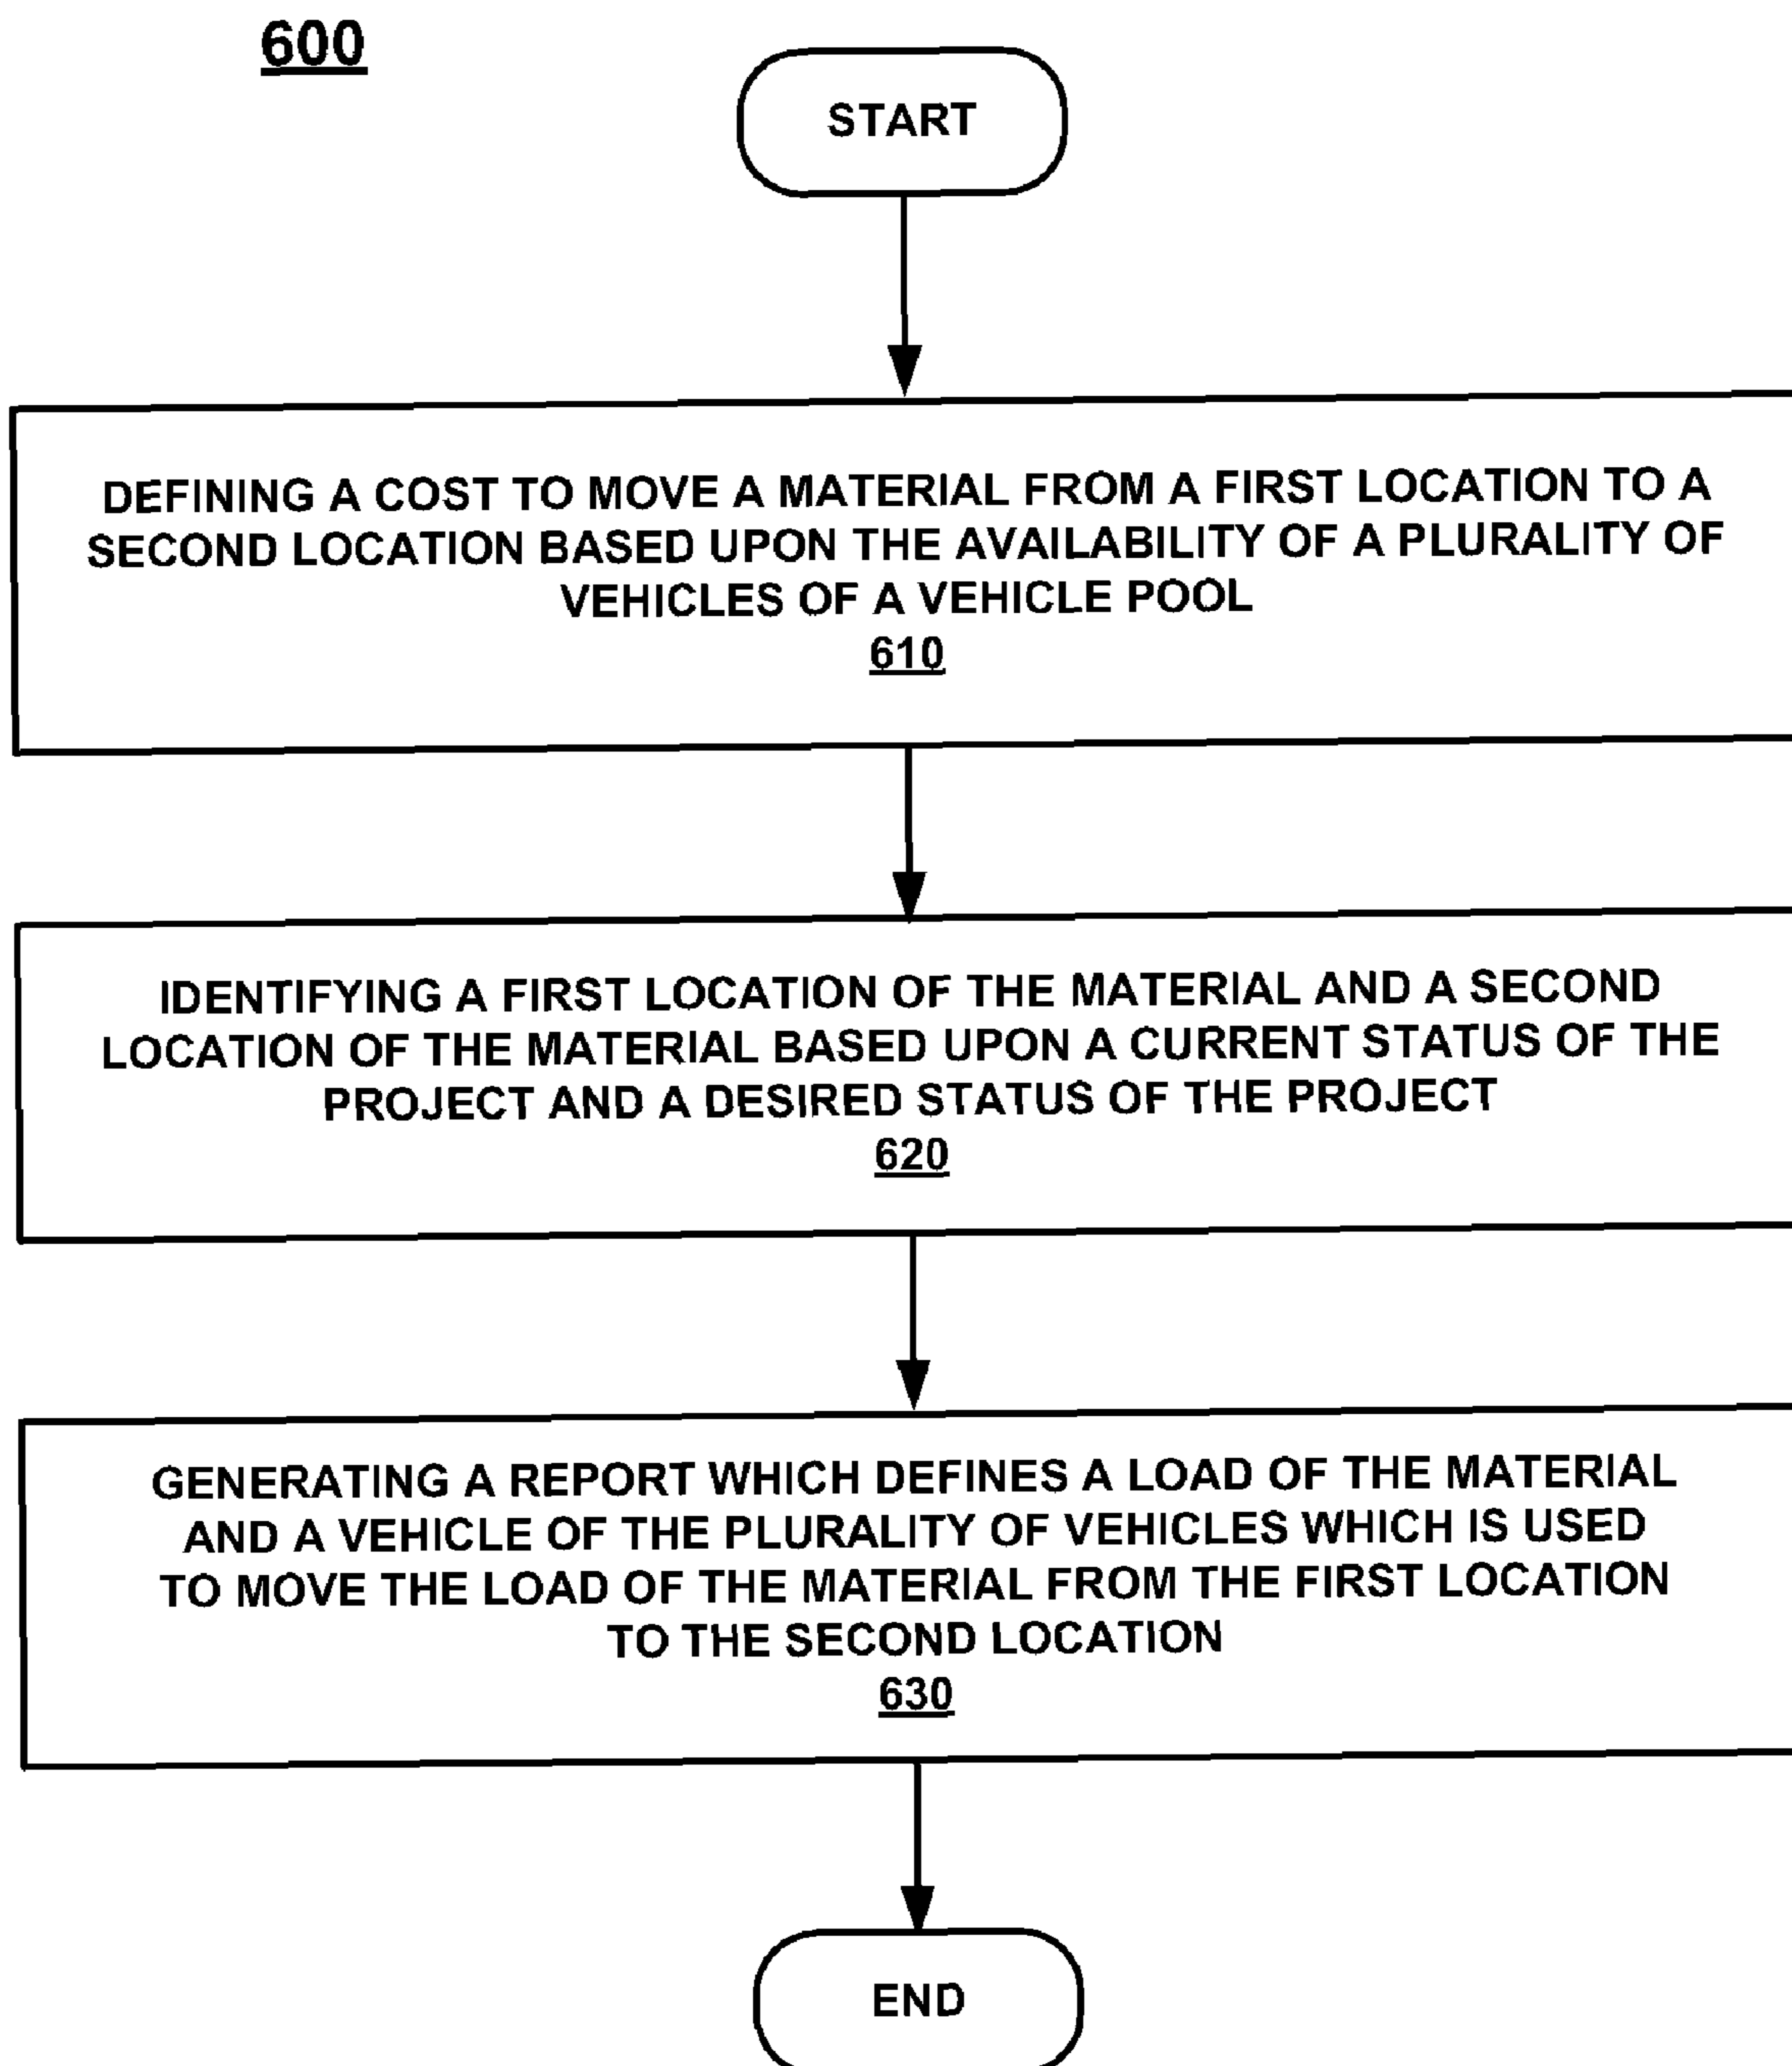 600
START
DEFINING A COST TO MOVE A MATERIAL FROM A FIRST LOCATION TO A
SECOND LOCATION BASED UPON THE AVAILABILITY OF A PLURALITY OF
VEHICLES OF A VEHICLE POOL
610
IDENTIFYING A FIRST LOCATION OF THE MATERIAL AND A SECOND
LOCATION OF THE MATERIAL BASED UPON A CURRENT STATUS OF THE
PROJECT AND A DESIRED STATUS OF THE PROJECT
620
GENERATING A REPORT WHICH DEFINES A LOAD OF THE MATERIAL
AND A VEHICLE OF THE PLURALITY OF VEHICLES WHICH IS USED
TO MOVE THE LOAD OF THE MATERIAL FROM THE FIRST LOCATION
TO THE SECOND LOCATION
630
END